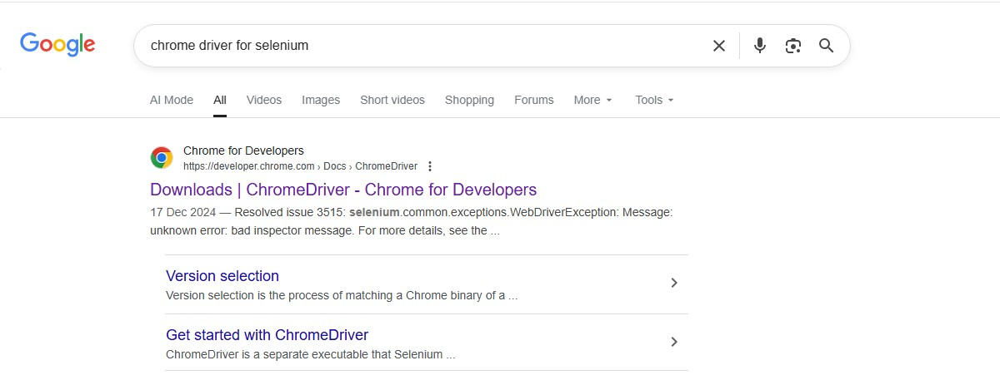 Google
chrome driver for selenium
AI Mode All Videos Images Short videos Shopping Forums More Tools
Chrome for Developers
https://developer.chrome.com › Docs › ChromeDriver
Downloads | ChromeDriver - Chrome for Developers
17 Dec 2024 — Resolved issue 3515: selenium.common.exceptions.WebDriverException: Message:
unknown error: bad inspector message. For more details, see the ...
Version selection
Version selection is the process of matching a Chrome binary of a ...
Get started with ChromeDriver
ChromeDriver is a separate executable that Selenium ...